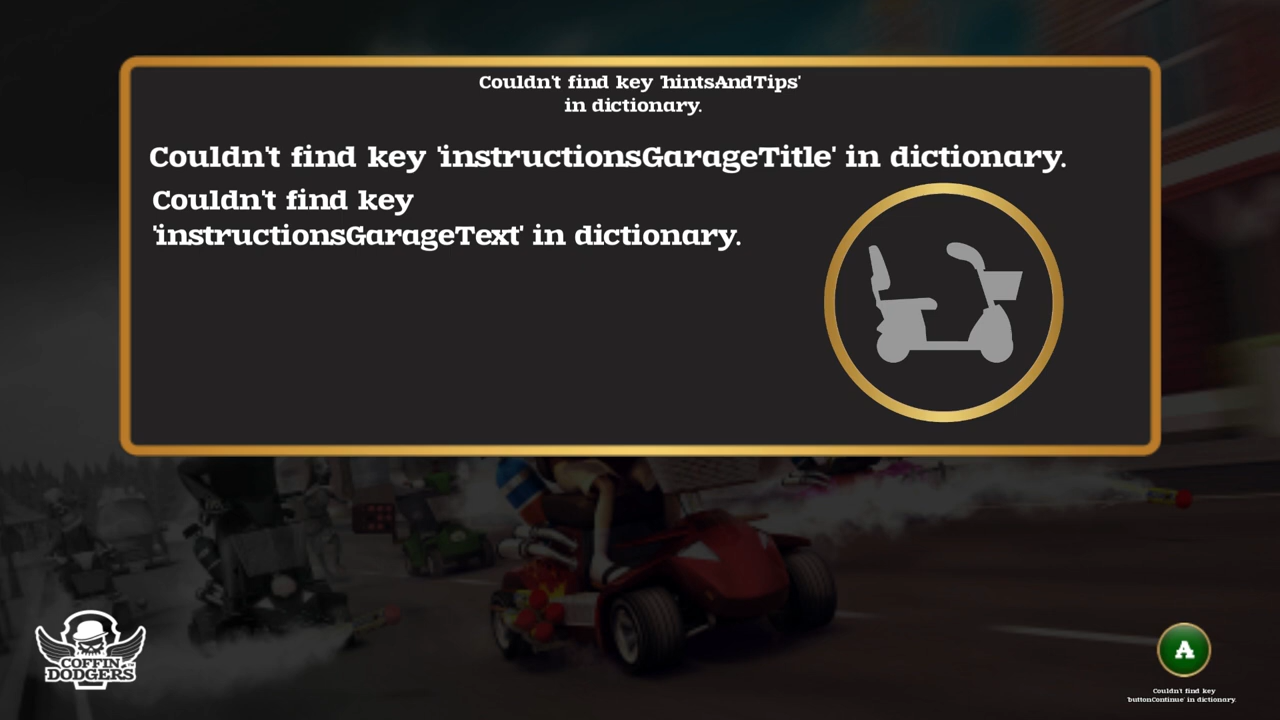 Couldn't find key 'hintsAndTips'
in dictionary.
Couldn't find key 'instructionsGarageTitle' in dictionary.
Couldn't find key
'instructionsGarageText' in dictionary.
COFFIN
DODGERS
A
Couldn't find key
'buttonContinue' in dictionary.